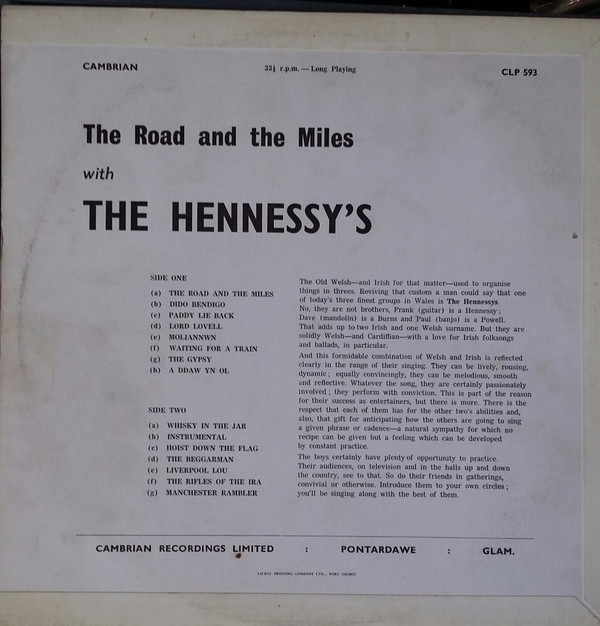 CAMBRIAN 33⅓ r.p.m. — Long Playing CLP 593
The Road and the Miles
with
THE HENNESSY'S
SIDE ONE
(a) THE ROAD AND THE MILES
(b) DIDO BENDIGO
(c) PADDY LIE BACK
(d) LORD LOVELL
(e) MOLIANNWN
(f) WAITING FOR A TRAIN
(g) THE GYPSY
(h) A DDAW YN OL
SIDE TWO
(a) WHISKY IN THE JAR
(b) INSTRUMENTAL
(c) HOIST DOWN THE FLAG
(d) THE BEGGARMAN
(e) LIVERPOOL LOU
(f) THE RIFLES OF THE IRA
(g) MANCHESTER RAMBLER
The Old Welsh—and Irish for that matter—used to organise
things in threes. Reviving that custom a man could say that one
of today's three finest groups in Wales is The Hennessys.
No, they are not brothers, Frank (guitar) is a Hennessy;
Dave (mandolin) is a Burns and Paul (banjo) is a Powell.
That adds up to two Irish and one Welsh surname. But they are
solidly Welsh—and Cardiffian—with a love for Irish folksongs
and ballads, in particular.
And this formidable combination of Welsh and Irish is reflected
clearly in the range of their singing. They can be lively, rousing,
dynamic; equally convincingly, they can be melodious, smooth
and reflective. Whatever the song, they are certainly passionately
involved; they perform with conviction. This is part of the reason
for their success as entertainers, but there is more. There is the
respect that each of them has for the other two's abilities and,
also, that gift for anticipating how the others are going to sing
a given phrase or cadence—a natural sympathy for which no
recipe can be given but a feeling which can be developed
by constant practice.
The boys certainly have plenty of opportunity to practice.
Their audiences, on television and in the halls up and down
the country, see to that. So do their friends in gatherings,
convivial or otherwise. Introduce them to your own circles;
you'll be singing along with the best of them.
CAMBRIAN RECORDINGS LIMITED : PONTARDAWE : GLAM.
PRINTING COMPANY LTD., PORT TALBOT